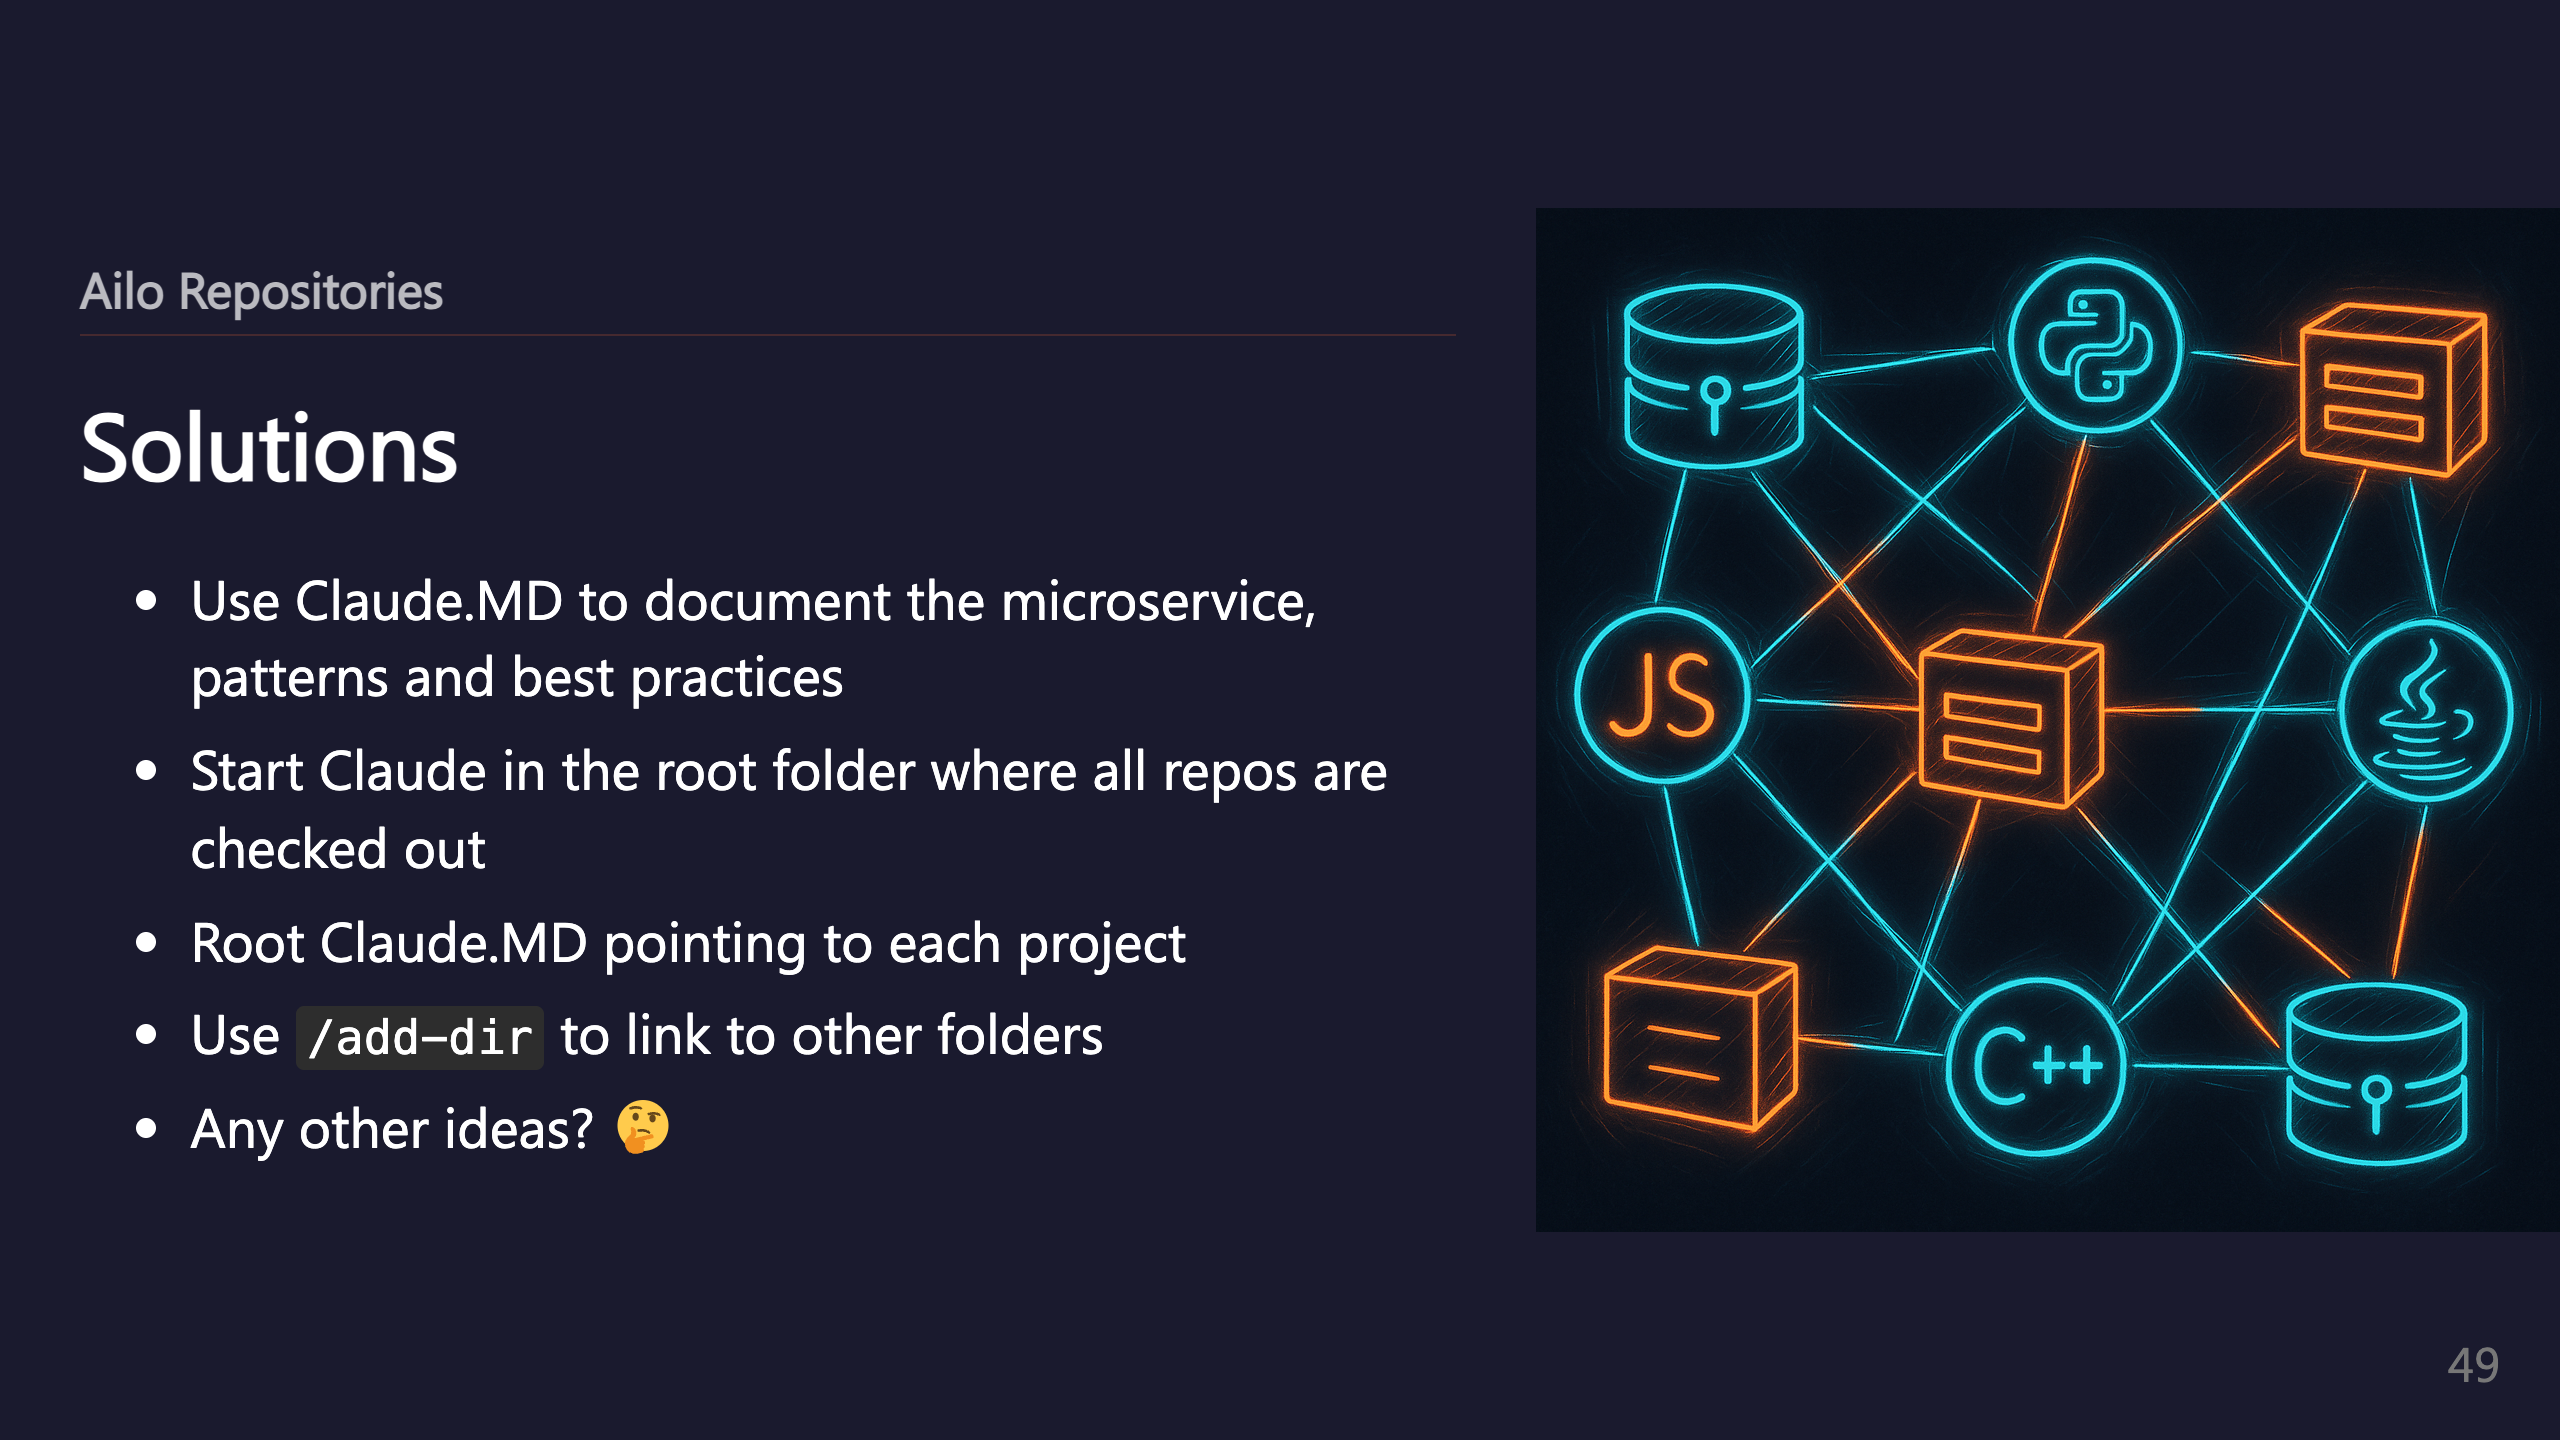 Ailo Repositories
Solutions
• Use Claude.MD to document the microservice,
patterns and best practices
• Start Claude in the root folder where all repos are
checked out
• Root Claude.MD pointing to each project
• Use /add-dir to link to other folders
• Any other ideas? 🤔
JS
C++
49